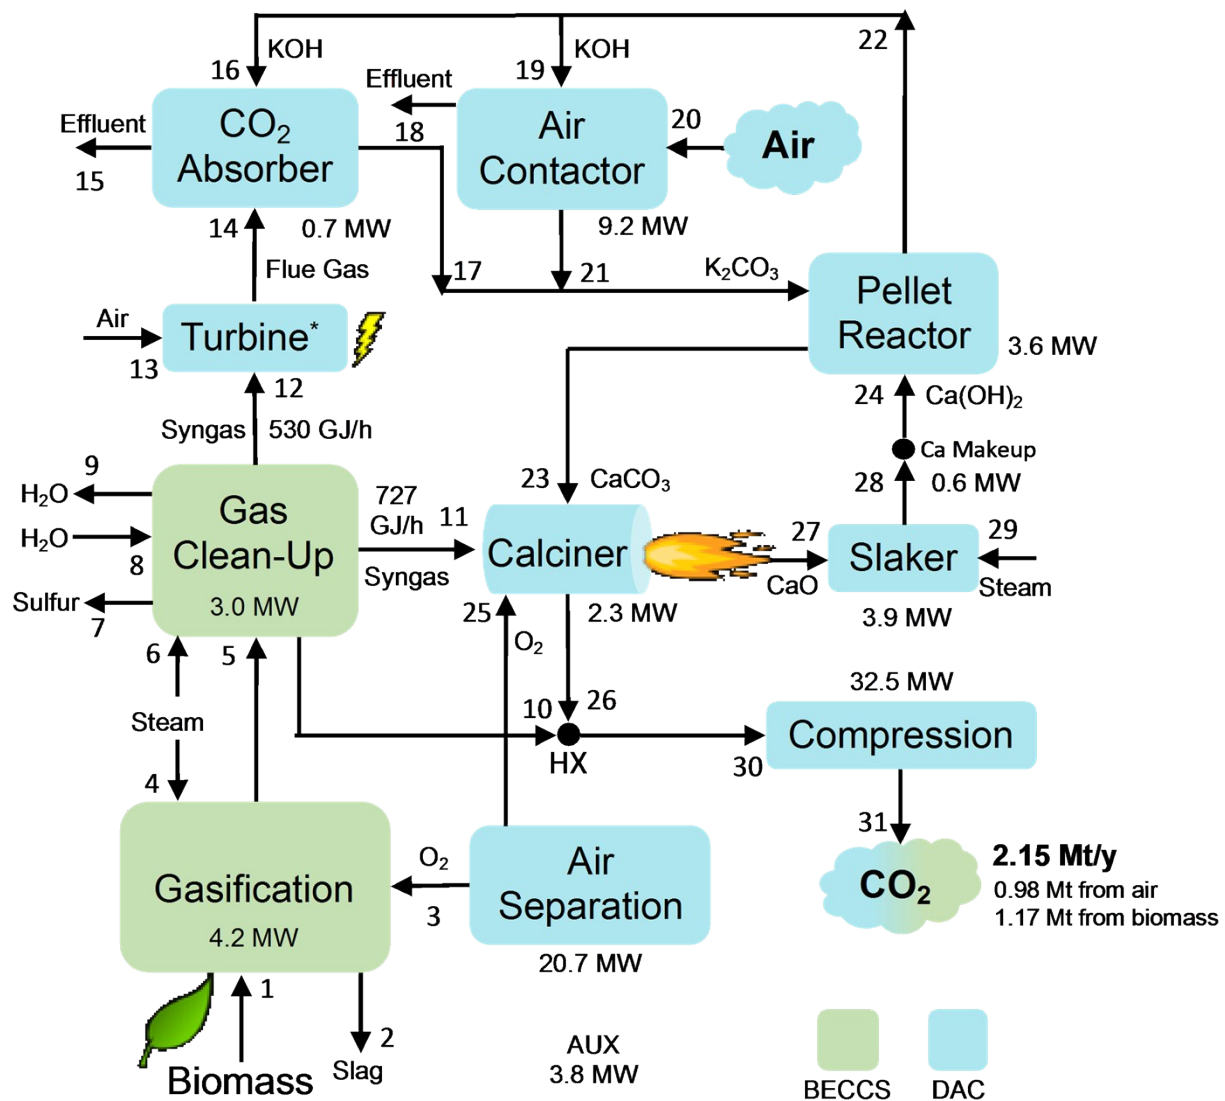 22
KOH
KOH
16
19
Effluent
Effluent
CO₂
Absorber
18
Air
Contactor
20
Air
15
14
0.7 MW
9.2 MW
Flue Gas
17
21
K₂CO₃
Pellet
Reactor
3.6 MW
Air
Turbine*
13
12
24
Ca(OH)₂
Syngas
530 GJ/h
Ca Makeup
9
H₂O
H₂O
8
Gas
Clean-Up
3.0 MW
727
GJ/h
11
Syngas
23
CaCO₃
28
0.6 MW
Calciner
27
CaO
Slaker
29
Steam
Sulfur
7
25
O₂
2.3 MW
3.9 MW
6
5
Steam
4
10
26
HX
32.5 MW
Compression
30
31
CO₂
2.15 Mt/y
0.98 Mt from air
1.17 Mt from biomass
Gasification
4.2 MW
O₂
3
Air
Separation
20.7 MW
1
2
Biomass
Slag
AUX
3.8 MW
BECCS
DAC